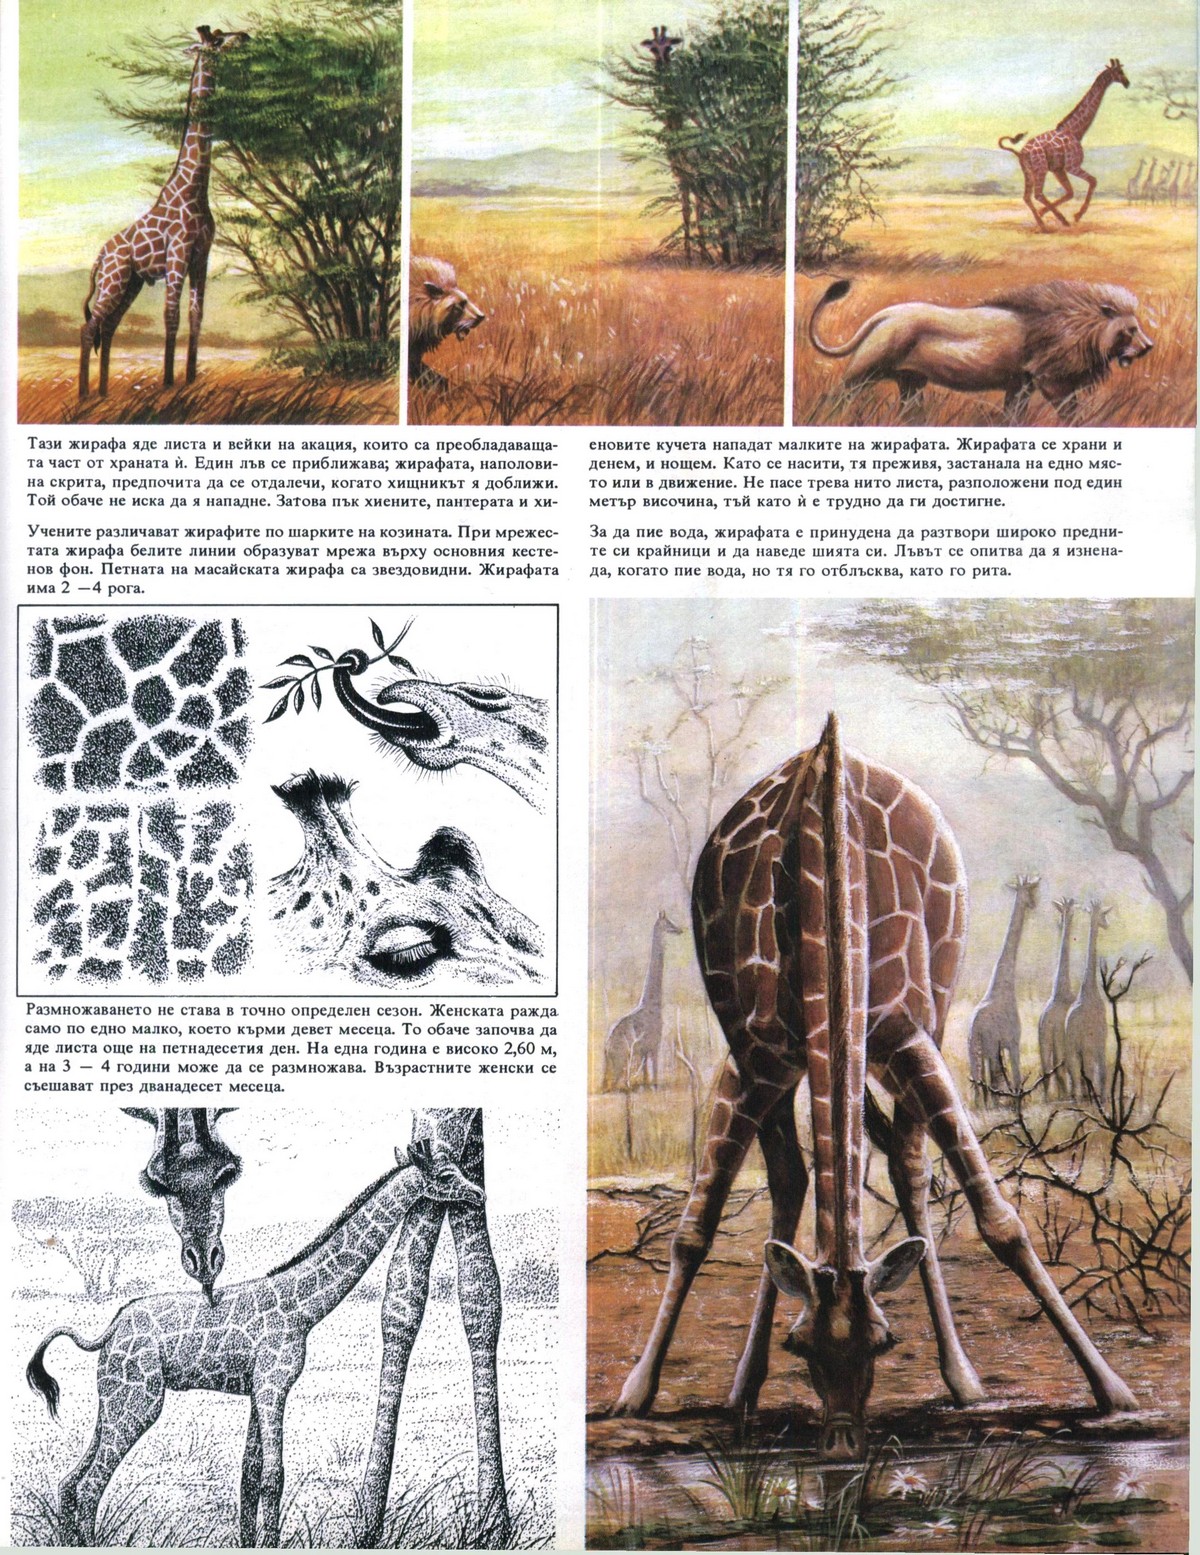 Тази жирафа яде листа и вейки на акация, които са преобладаваща-
та част от храната ѝ. Един лъв се приближава; жирафата, наполови-
на скрита, предпочита да се отдалечи, когато хищникът я доближи.
Той обаче не иска да я нападне. Затова пък хиените, пантерата и хи-
еновите кучета нападат малките на жирафата. Жирафата се храни и
денем, и нощем. Като се насити, тя преживя, застанала на едно мяс-
то или в движение. Не пасе трева нито листа, разположени под един
метър височина, тъй като ѝ е трудно да ги достигне.
Учените различават жирафите по шарките на козината. При мрежес-
тата жирафа белите линии образуват мрежа върху основния кесте-
нов фон. Петната на масайската жирафа са звездовидни. Жирафата
има 2 —4 рога.
За да пие вода, жирафата е принудена да разтвори широко предни-
те си крайници и да наведе шията си. Лъвът се опитва да я изнена-
да, когато пие вода, но тя го отблъсква, като го рита.
Размножаването не става в точно определен сезон. Женската ражда
само по едно малко, което кърми девет месеца. То обаче започва да
яде листа още на петнадесетия ден. На една година е високо 2,60 м,
а на 3 — 4 години може да се размножава. Възрастните женски се
съешават през дванадесет месеца.